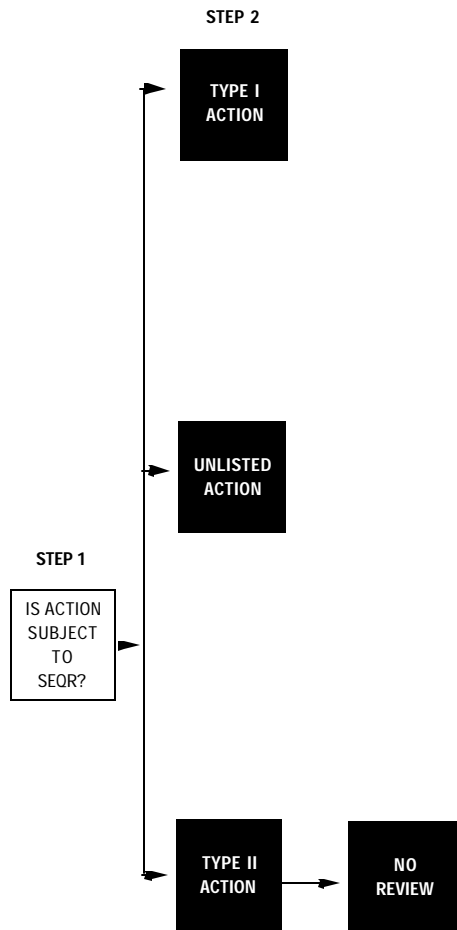 STEP 2
TYPE I
ACTION
UNLISTED
ACTION
STEP 1
IS ACTION
SUBJECT
TO
SEQR?
TYPE II
ACTION
NO
REVIEW